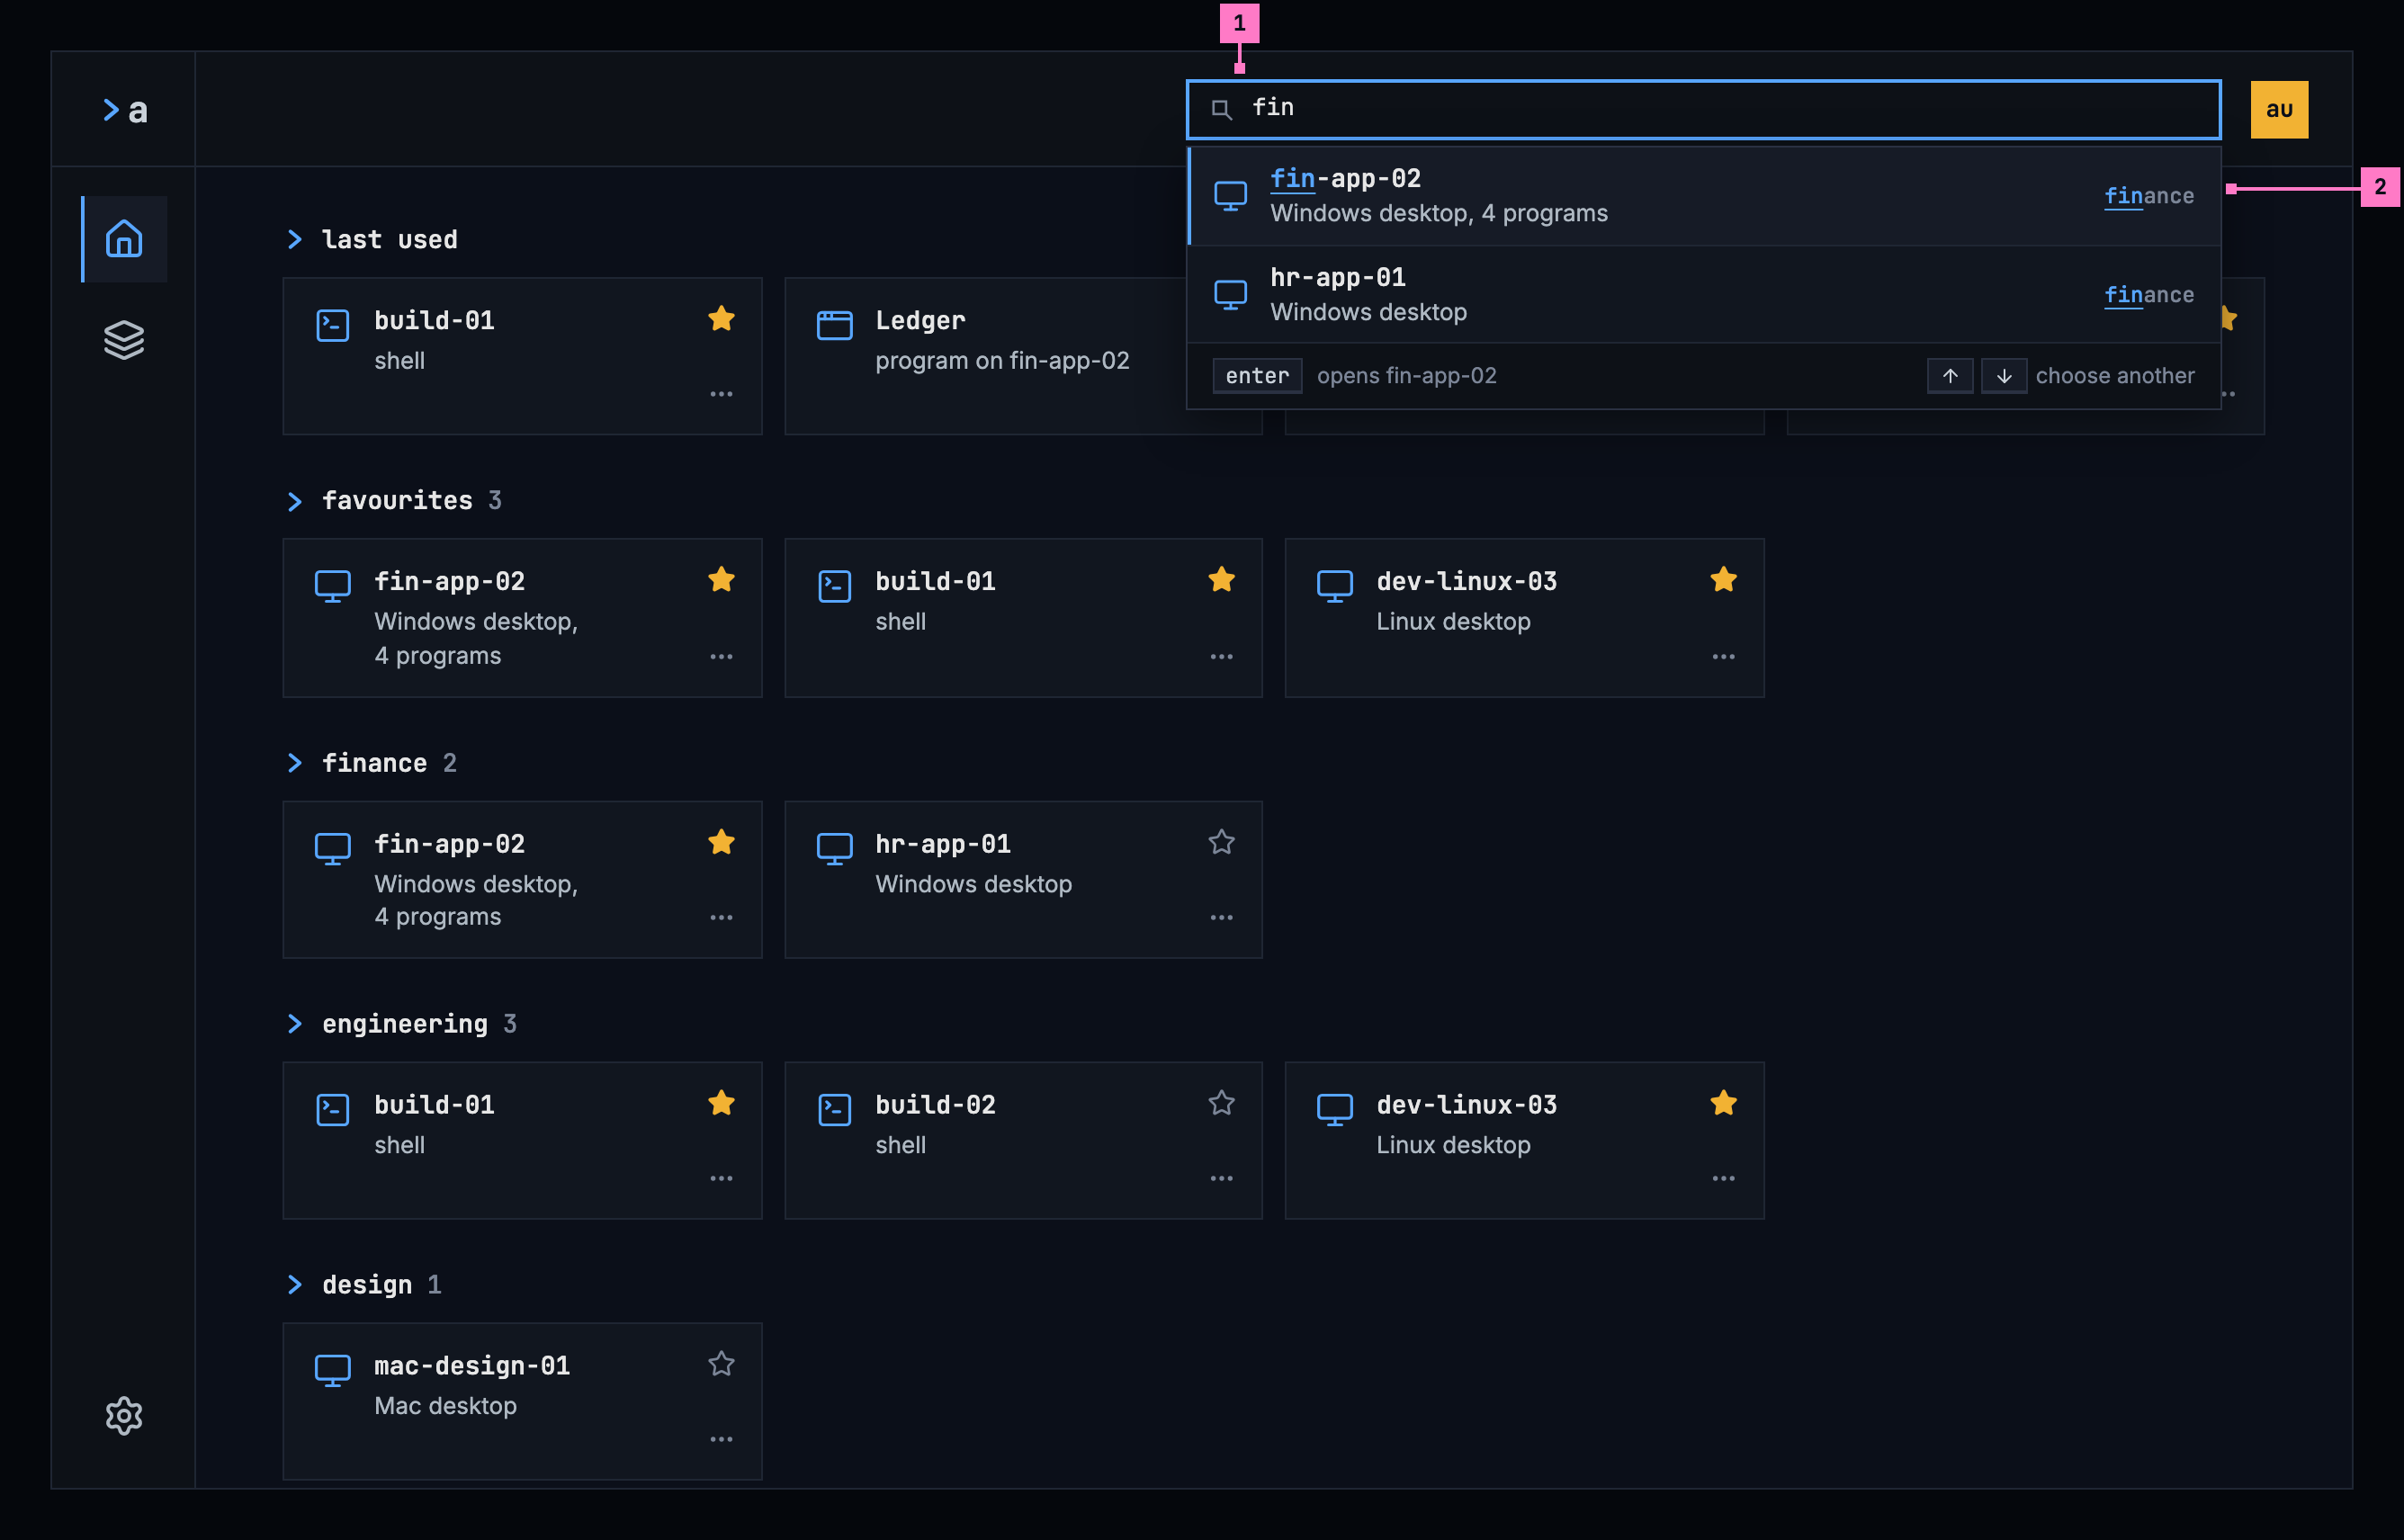 1
>a
fin
au
fin-app-02
Windows desktop, 4 programs
finance
2
hr-app-01
Windows desktop
finance
enter opens fin-app-02
↑ ↓ choose another
> last used
build-01
shell
Ledger
program on fin-app-02
> favourites 3
fin-app-02
Windows desktop,
4 programs
build-01
shell
dev-linux-03
Linux desktop
> finance 2
fin-app-02
Windows desktop,
4 programs
hr-app-01
Windows desktop
> engineering 3
build-01
shell
build-02
shell
dev-linux-03
Linux desktop
> design 1
mac-design-01
Mac desktop